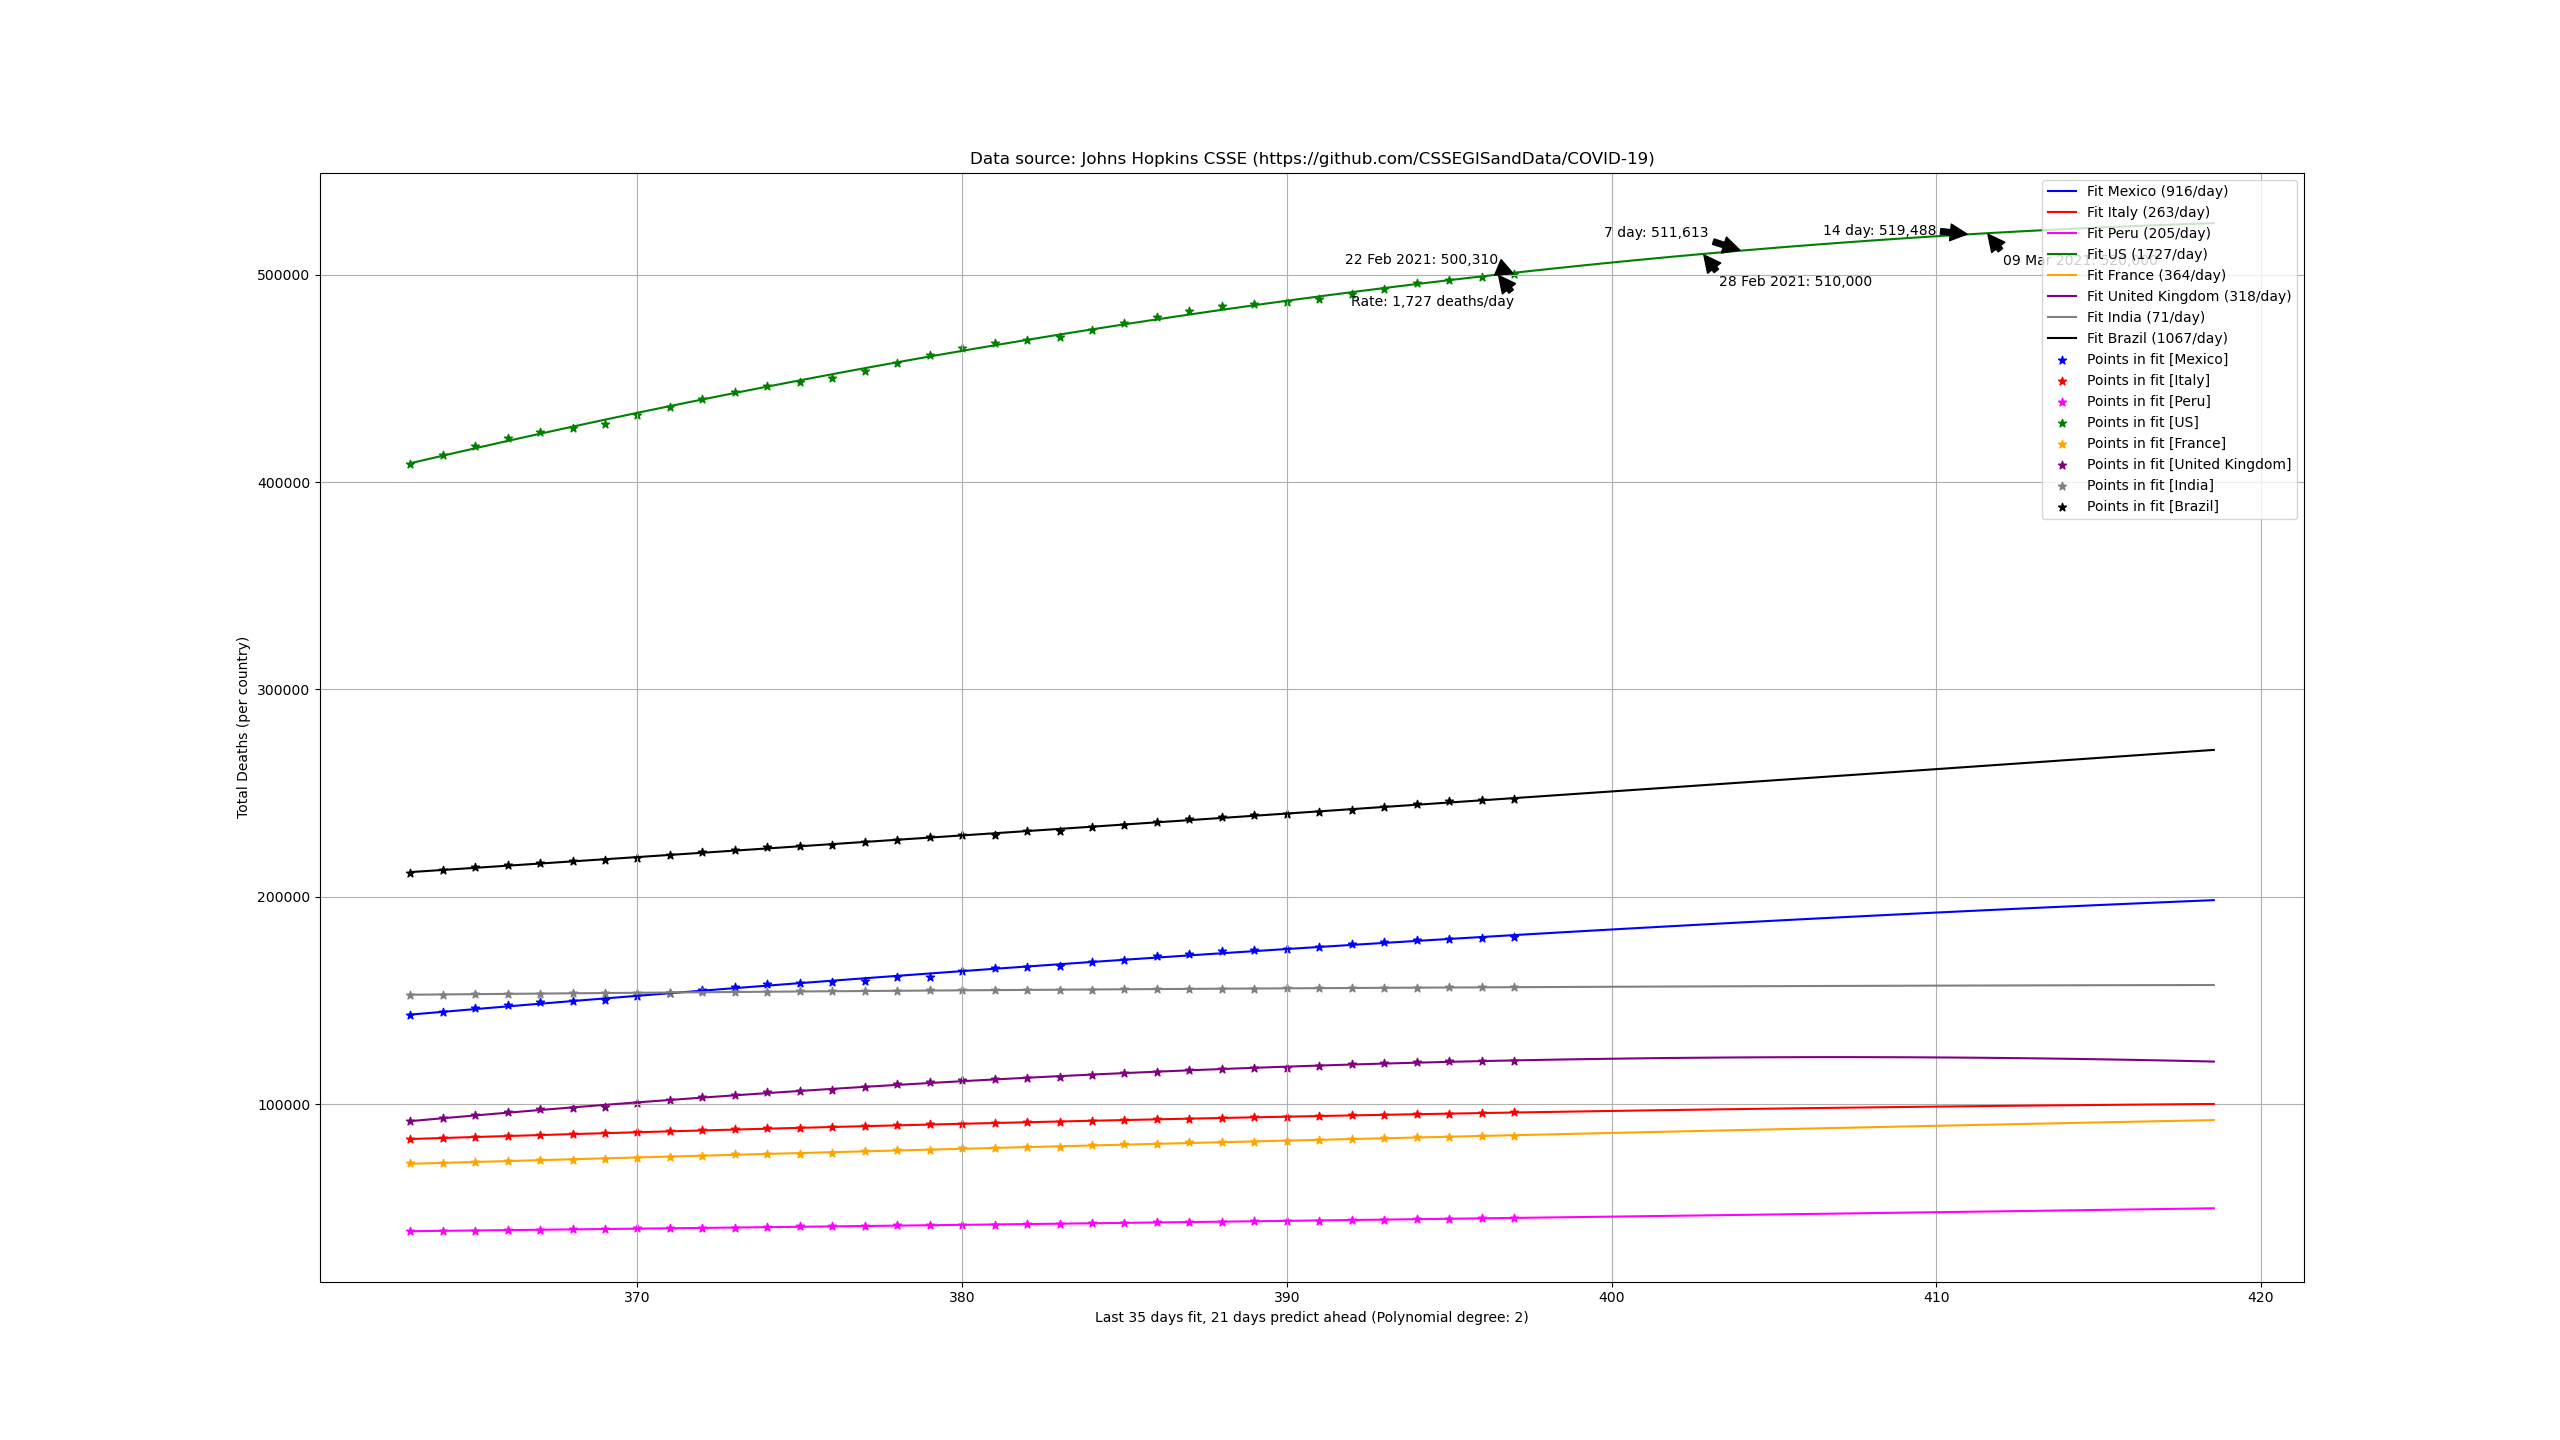 Data source: Johns Hopkins CSSE (https://github.com/CSSEGISandData/COVID-19)
Total Deaths (per country)
500000
400000
300000
200000
100000
7 day: 511,613
14 day: 519,488
22 Feb 2021: 500,310
Rate: 1,727 deaths/day
28 Feb 2021: 510,000
09 Mar 2021: 520,000
Fit Mexico (916/day)
Fit Italy (263/day)
Fit Peru (205/day)
Fit US (1727/day)
Fit France (364/day)
Fit United Kingdom (318/day)
Fit India (71/day)
Fit Brazil (1067/day)
Points in fit [Mexico]
Points in fit [Italy]
Points in fit [Peru]
Points in fit [US]
Points in fit [France]
Points in fit [United Kingdom]
Points in fit [India]
Points in fit [Brazil]
370
380
390
400
410
420
Last 35 days fit, 21 days predict ahead (Polynomial degree: 2)